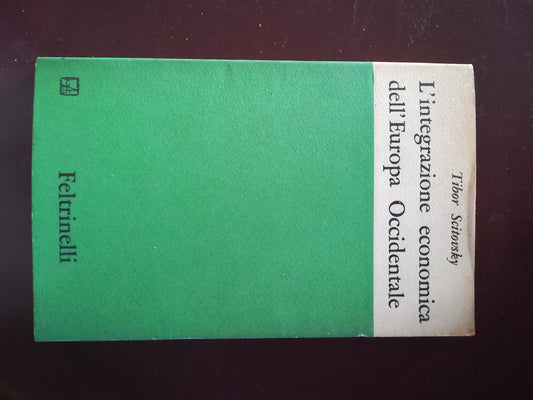 Tibor Scitovsky
L'integrazione economica
dell'Europa Occidentale
Feltrinelli